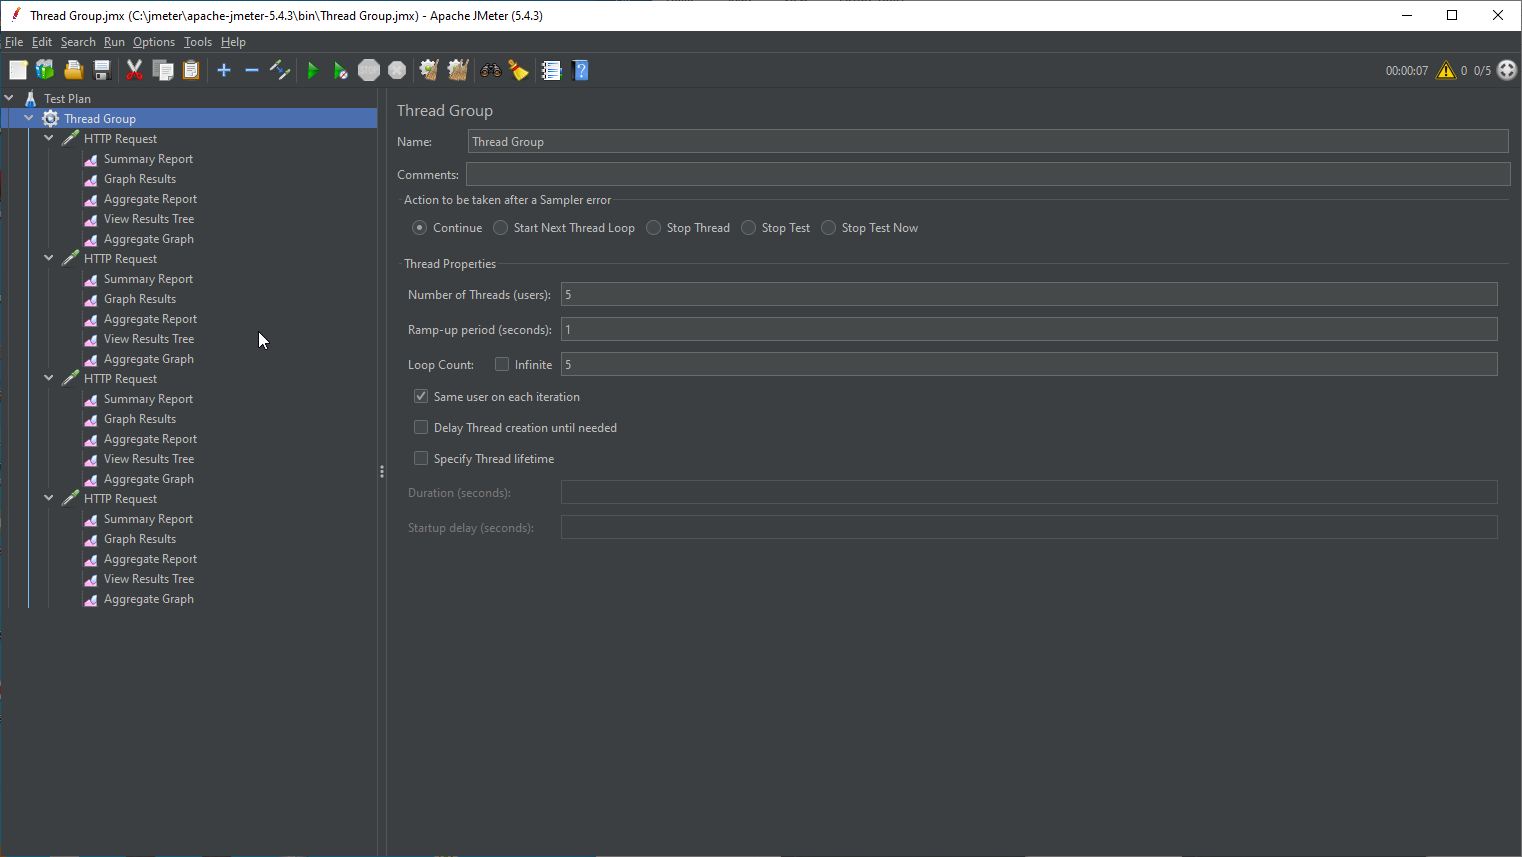 Thread Group.jmx (C:\jmeter\apache-jmeter-5.4.3\bin\Thread Group.jmx) - Apache JMeter (5.4.3)
File Edit Search Run Options Tools Help
STOP
00:00:07 0 0/5
Test Plan
Thread Group
HTTP Request
Summary Report
Graph Results
Aggregate Report
View Results Tree
Aggregate Graph
HTTP Request
Summary Report
Graph Results
Aggregate Report
View Results Tree
Aggregate Graph
HTTP Request
Summary Report
Graph Results
Aggregate Report
View Results Tree
Aggregate Graph
HTTP Request
Summary Report
Graph Results
Aggregate Report
View Results Tree
Aggregate Graph
Thread Group
Name: Thread Group
Comments:
Action to be taken after a Sampler error
Continue Start Next Thread Loop Stop Thread Stop Test Stop Test Now
Thread Properties
Number of Threads (users): 5
Ramp-up period (seconds): 1
Loop Count: Infinite 5
Same user on each iteration
Delay Thread creation until needed
Specify Thread lifetime
Duration (seconds):
Startup delay (seconds):